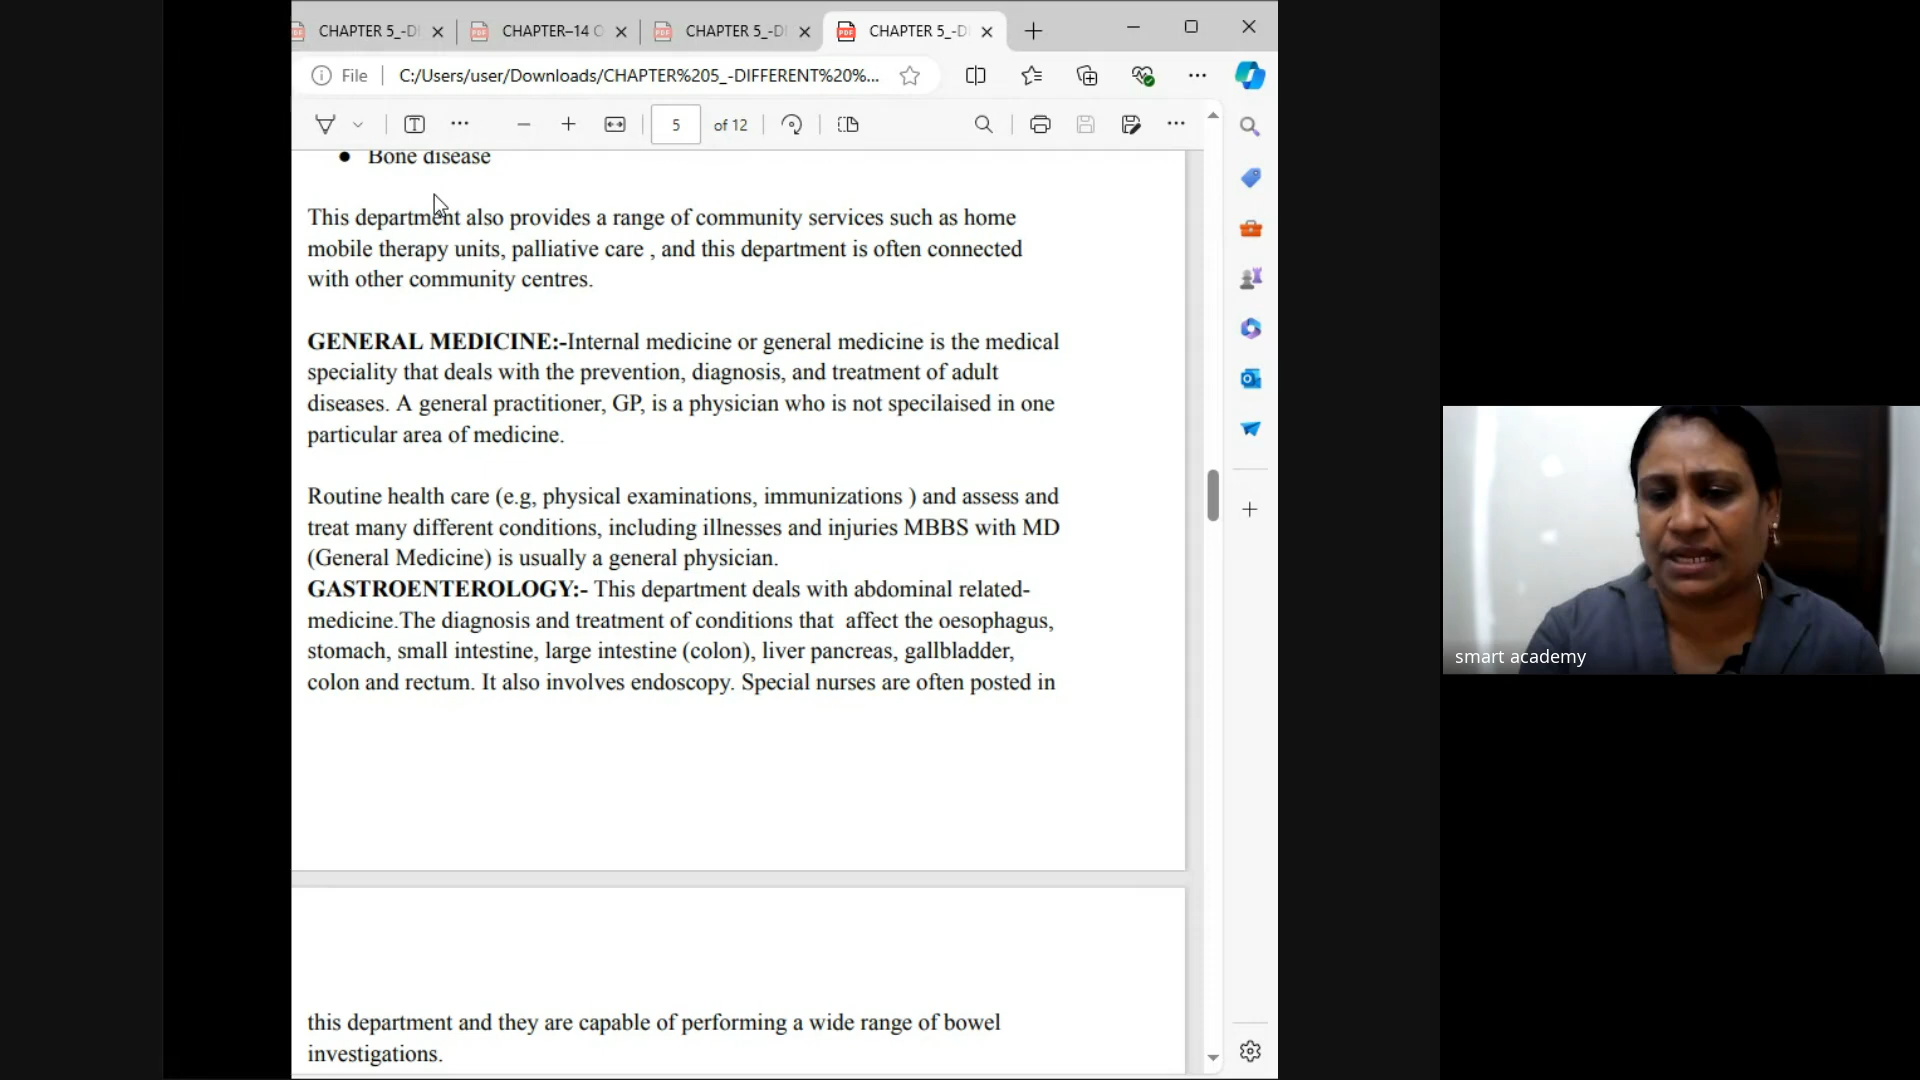 CHAPTER 5_-D
CHAPTER–14 O
CHAPTER 5_-D
CHAPTER 5_-D
File
C:/Users/user/Downloads/CHAPTER%205_-DIFFERENT%20%...
5
of 12
● Bone disease
This department also provides a range of community services such as home
mobile therapy units, palliative care , and this department is often connected
with other community centres.
GENERAL MEDICINE:-Internal medicine or general medicine is the medical
speciality that deals with the prevention, diagnosis, and treatment of adult
diseases. A general practitioner, GP, is a physician who is not specilaised in one
particular area of medicine.
Routine health care (e.g, physical examinations, immunizations ) and assess and
treat many different conditions, including illnesses and injuries MBBS with MD
(General Medicine) is usually a general physician.
GASTROENTEROLOGY:- This department deals with abdominal related-
medicine.The diagnosis and treatment of conditions that  affect the oesophagus,
stomach, small intestine, large intestine (colon), liver pancreas, gallbladder,
colon and rectum. It also involves endoscopy. Special nurses are often posted in
this department and they are capable of performing a wide range of bowel
investigations.
smart academy